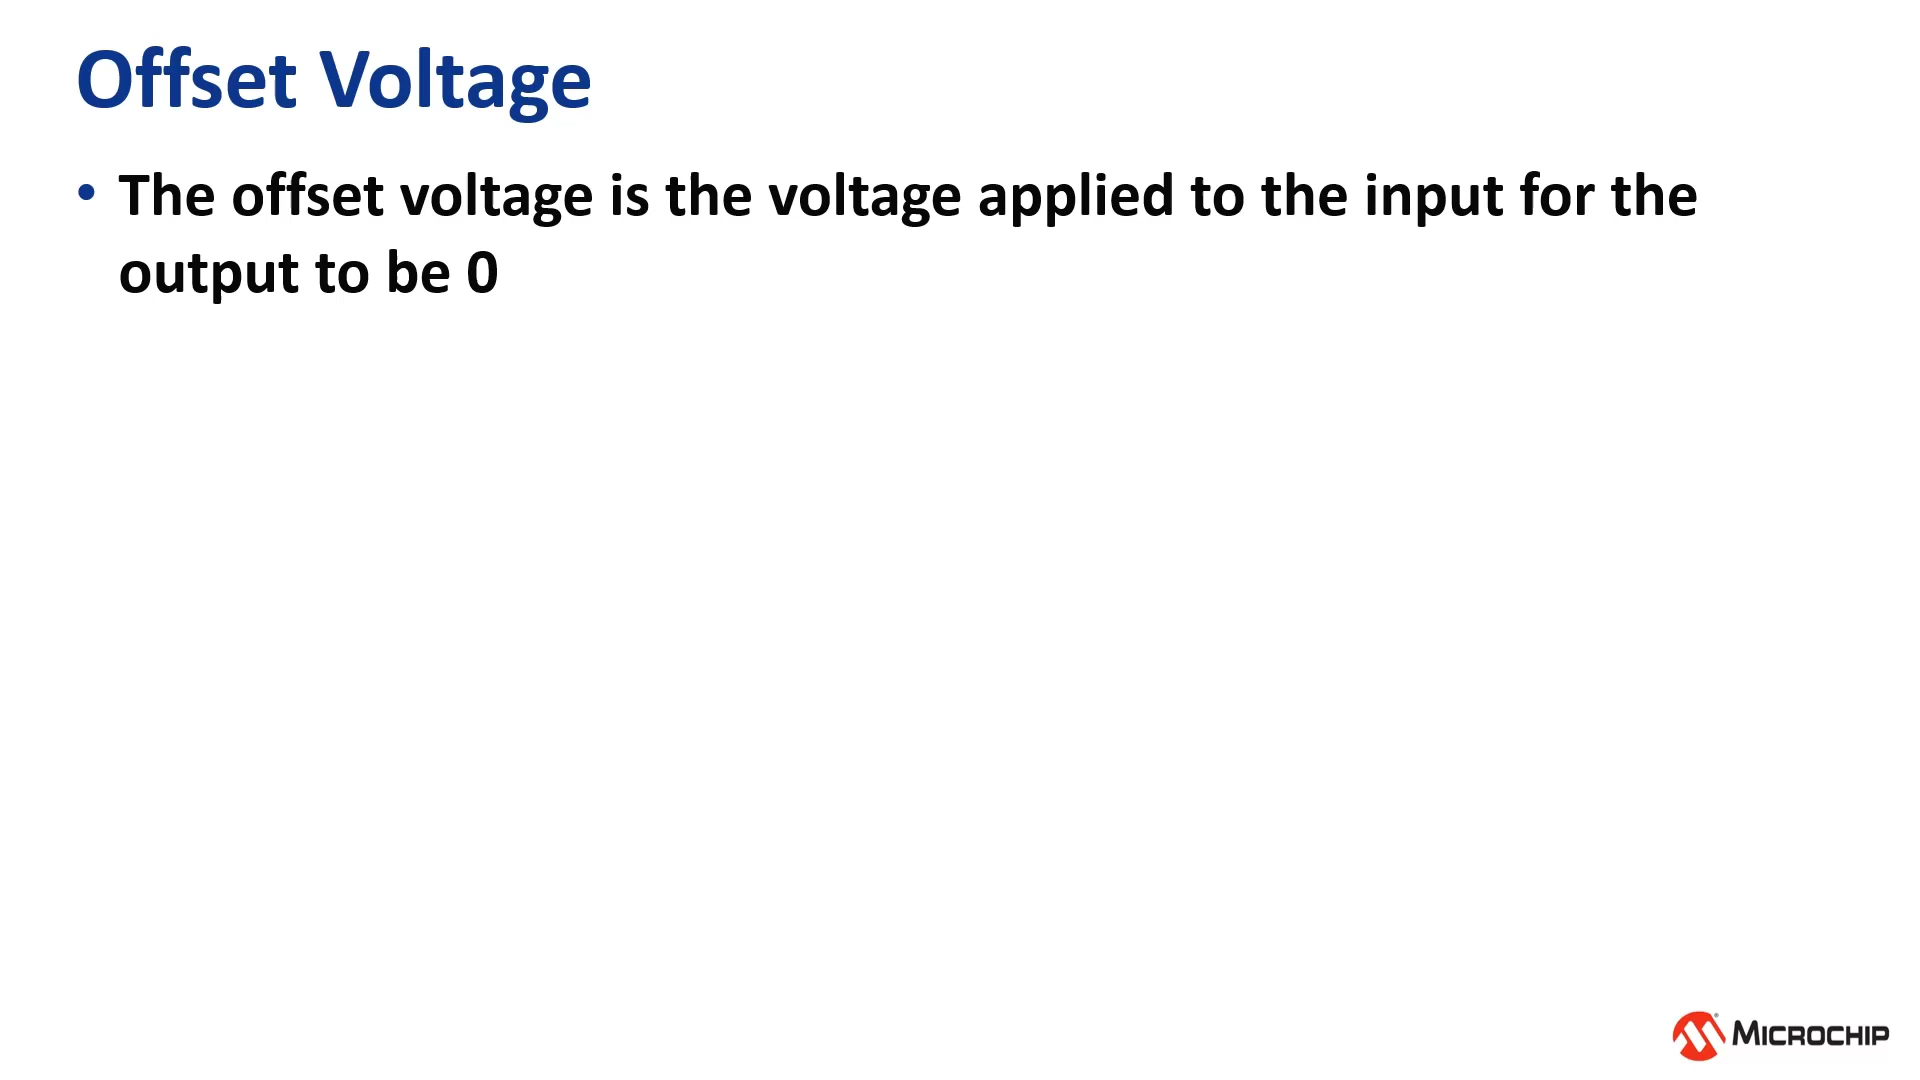 Offset Voltage
• The offset voltage is the voltage applied to the input for the
output to be 0
MICROCHIP